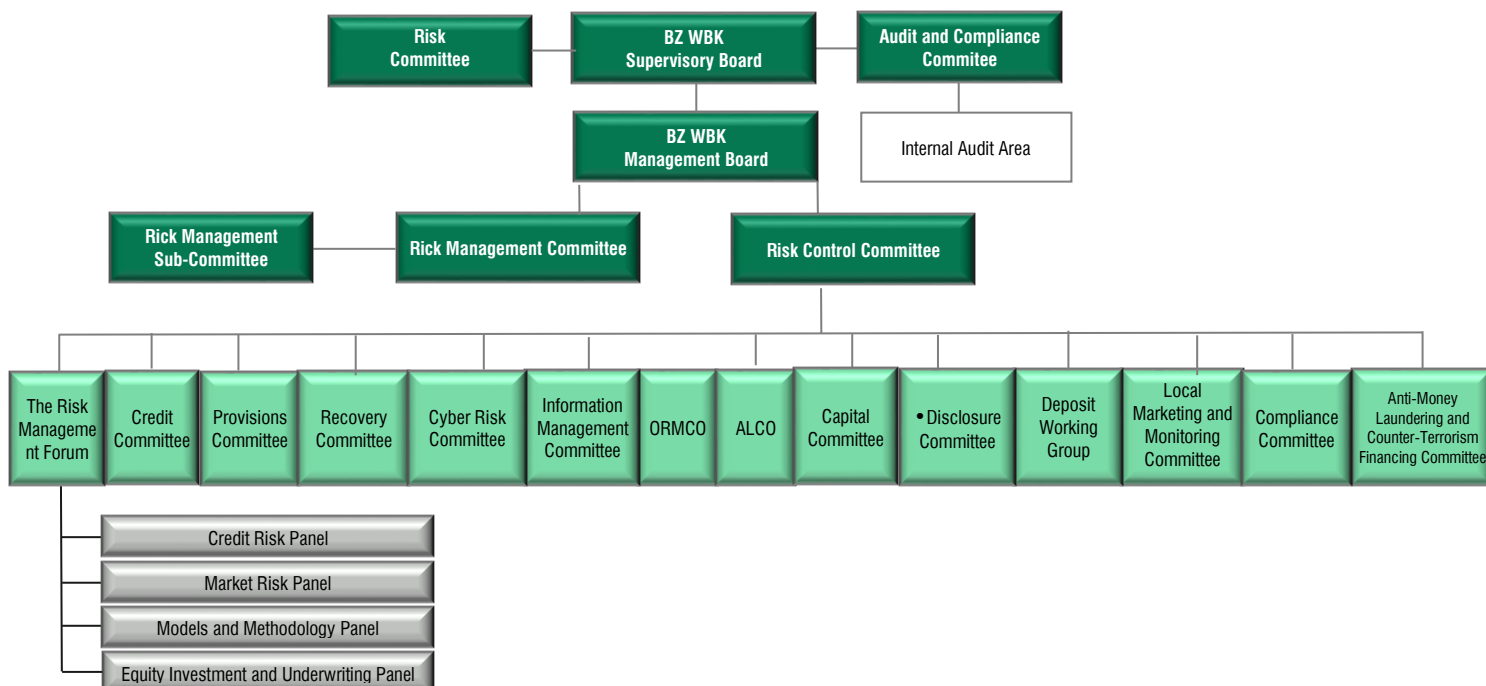 Risk
Committee
BZ WBK
Supervisory Board
Audit and Compliance
Commitee
BZ WBK
Management Board
Internal Audit Area
Rick Management
Sub-Committee
Rick Management Committee
Risk Control Committee
The Risk
Manageme
nt Forum
Credit
Committee
Provisions
Committee
Recovery
Committee
Cyber Risk
Committee
Information
Management
Committee
ORMCO
ALCO
Capital
Committee
• Disclosure
Committee
Deposit
Working
Group
Local
Marketing and
Monitoring
Committee
Compliance
Committee
Anti-Money
Laundering and
Counter-Terrorism
Financing Committee
Credit Risk Panel
Market Risk Panel
Models and Methodology Panel
Equity Investment and Underwriting Panel